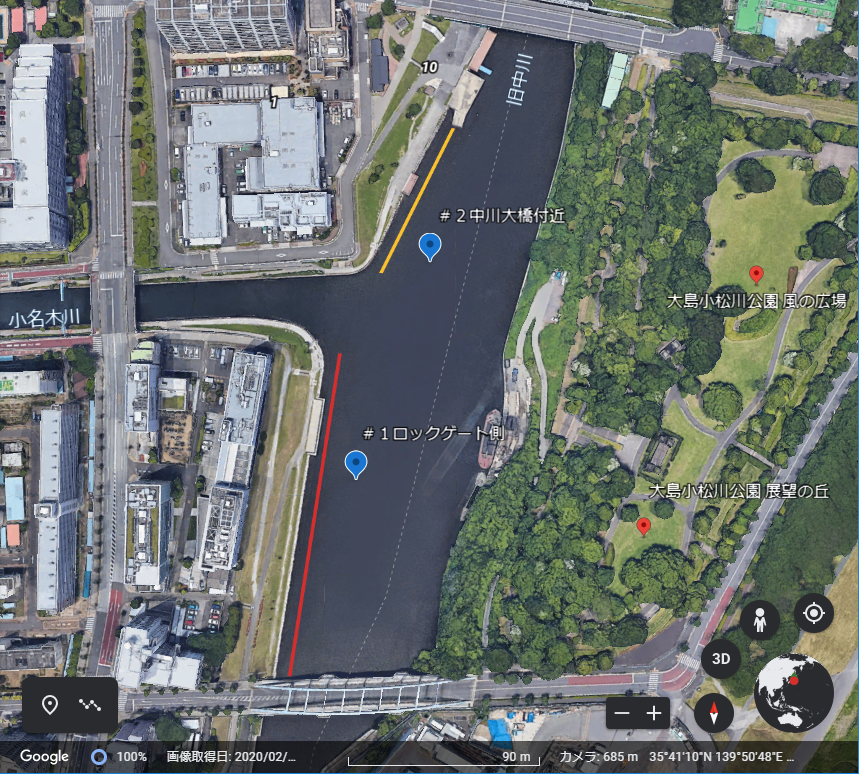 10
旧中川
1
#2中川大橋付近
大島小松川公園 風の広場
小名木川
#1ロックゲート側
大島小松川公園 展望の丘
3D
Google 100% 画像取得日: 2020/02/... 90 m カメラ: 685 m 35°41'10"N 139°50'48"E ...